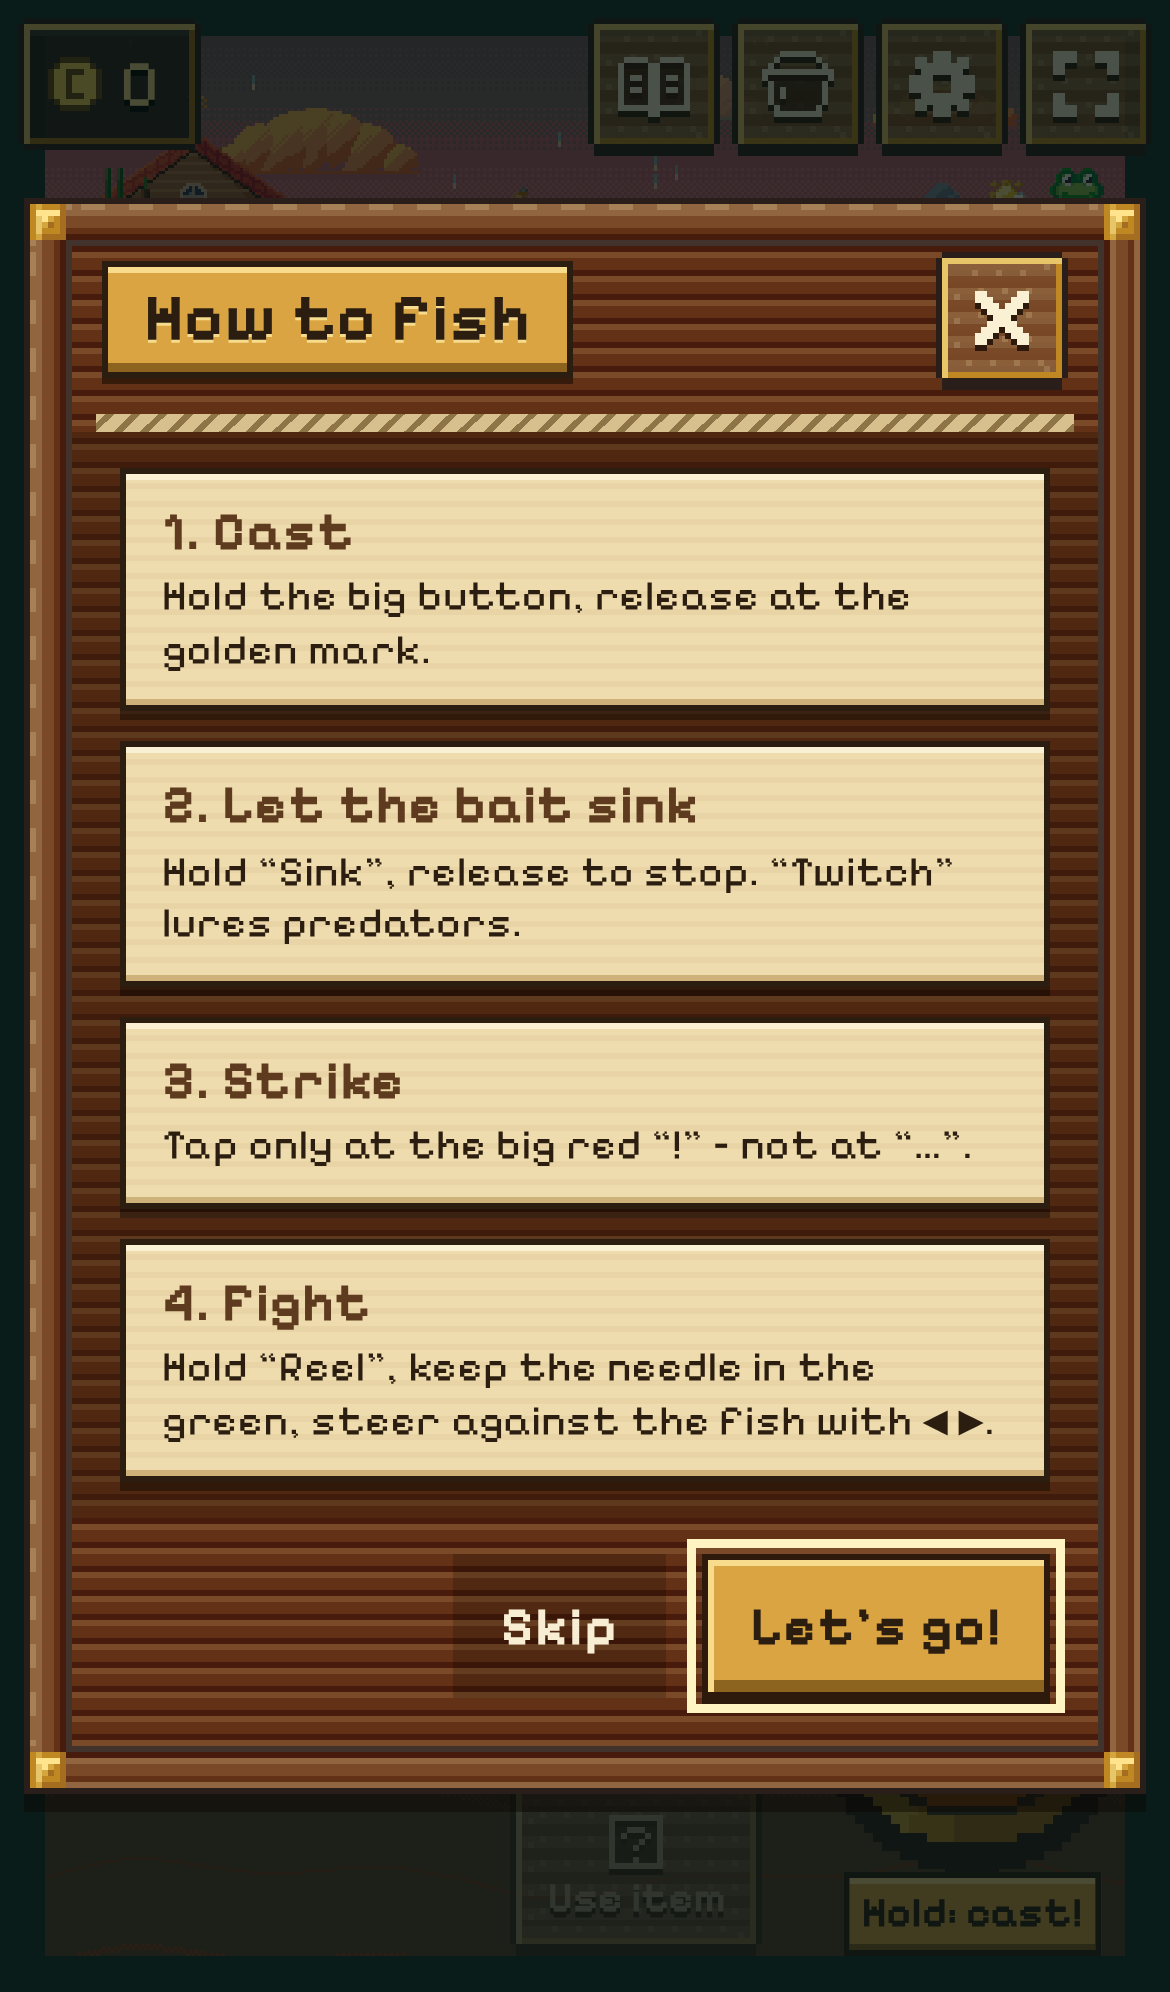 0
How to fish
1. Cast
Hold the big button, release at the
golden mark.
2. Let the bait sink
Hold “Sink”, release to stop. “Twitch”
lures predators.
3. Strike
Tap only at the big red “!” - not at “…”.
4. Fight
Hold “Reel”, keep the needle in the
green, steer against the fish with ◀ ▶.
Skip
Let's go!
?
Use item
Hold: cast!